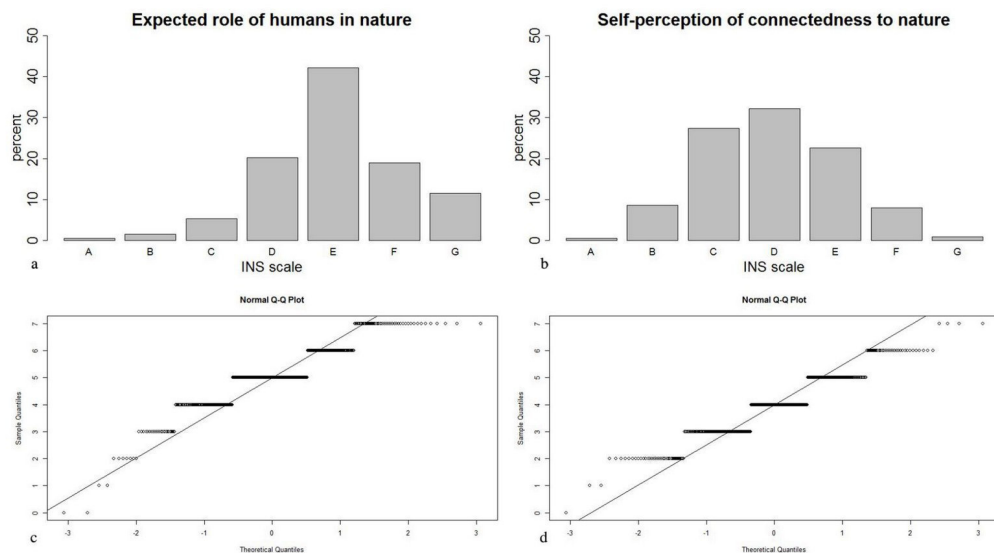 Expected role of humans in nature
percent
50
40
30
20
10
0
A B C D E F G
INS scale
a
Self-perception of connectedness to nature
percent
50
40
30
20
10
0
A B C D E F G
INS scale
b
Normal Q-Q Plot
Sample Quantiles
7
6
5
4
3
2
1
0
-3 -2 -1 0 1 2 3
Theoretical Quantiles
c
Normal Q-Q Plot
Sample Quantiles
7
6
5
4
3
2
1
0
-3 -2 -1 0 1 2 3
Theoretical Quantiles
d